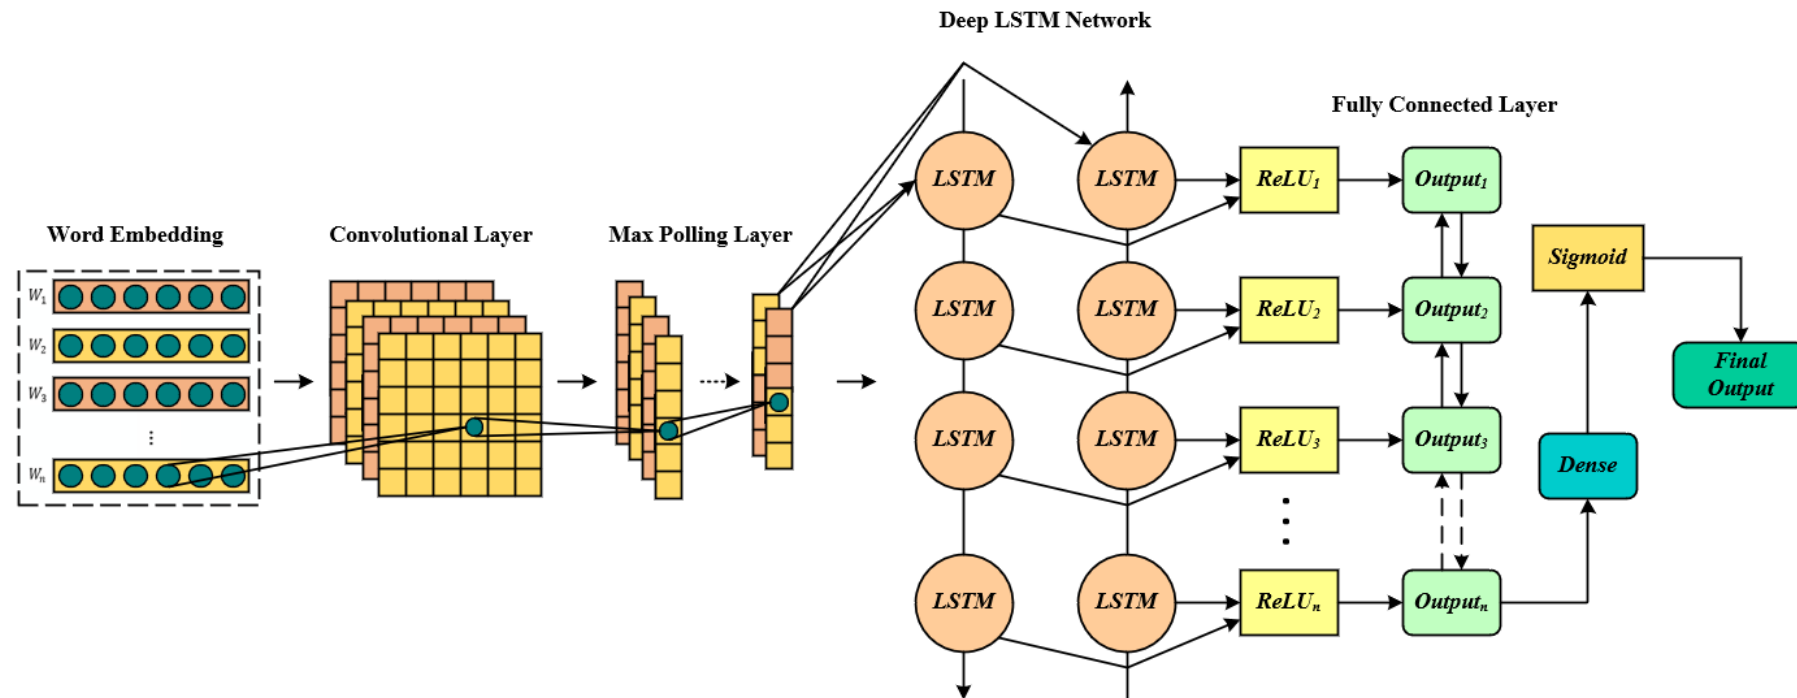 Deep LSTM Network
Fully Connected Layer
Word Embedding
Convolutional Layer
Max Polling Layer
W1
W2
W3
...
Wn
LSTM
LSTM
ReLU1
Output1
LSTM
LSTM
ReLU2
Output2
LSTM
LSTM
ReLU3
Output3
LSTM
LSTM
ReLUn
Outputn
Sigmoid
Dense
Final
Output